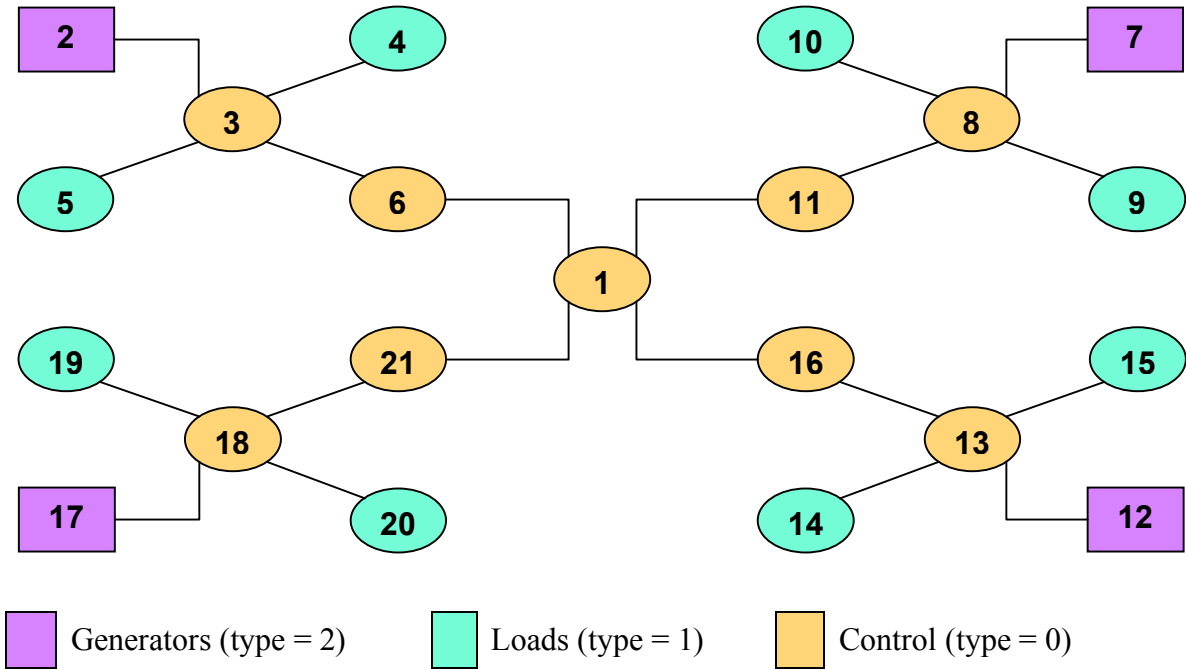 2 4 10 7
3 8
5 6 11 9
1
19 21 16 15
18 13
17 20 14 12
Generators (type = 2) Loads (type = 1) Control (type = 0)